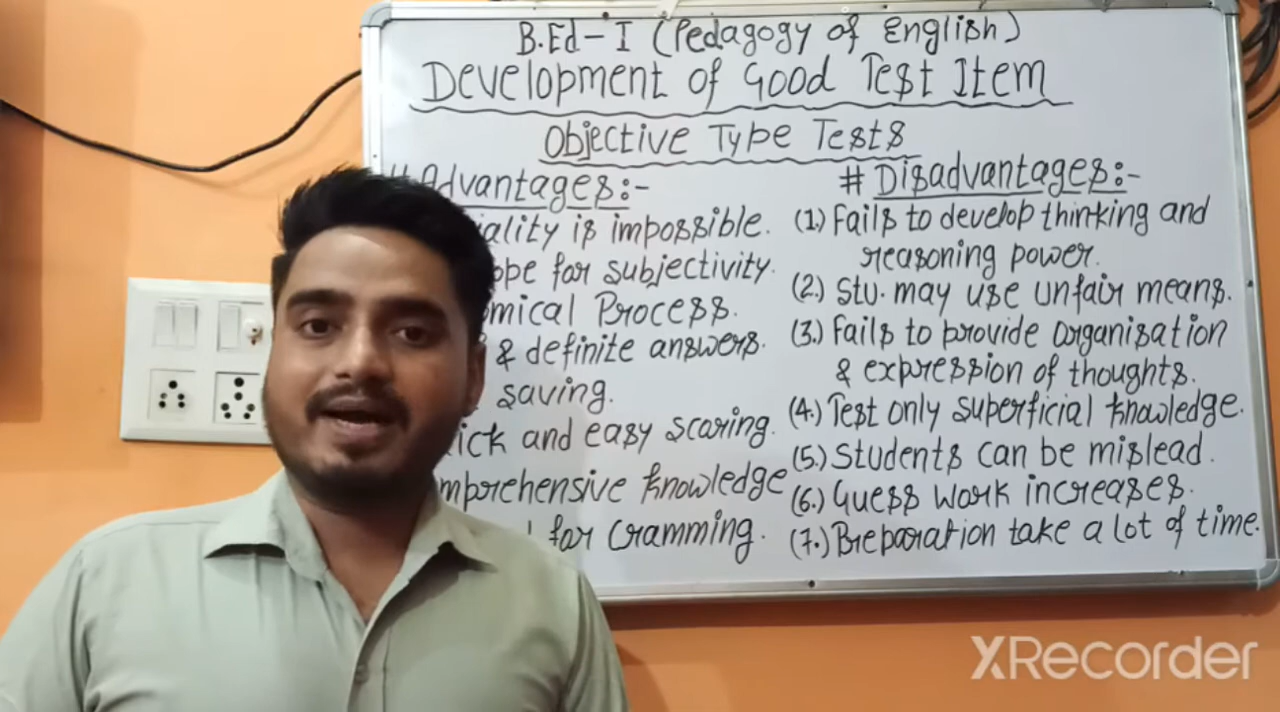 B.Ed-I (Pedagogy of English)
Development of Good Test Item
Objective Type Tests
# Advantages:-
iality is impossible.
ope for subjectivity.
omical Process.
& definite answers.
saving.
ick and easy scoring.
mprehensive knowledge
for Cramming.
# Disadvantages:-
(1.) Fails to develop thinking and
reasoning power.
(2.) Stu. may use unfair means.
(3.) Fails to provide organisation
& expression of thoughts.
(4.) Test only superficial knowledge.
(5.) Students can be mislead.
(6.) Guess work increases.
(7.) Preparation take a lot of time.
XRecorder